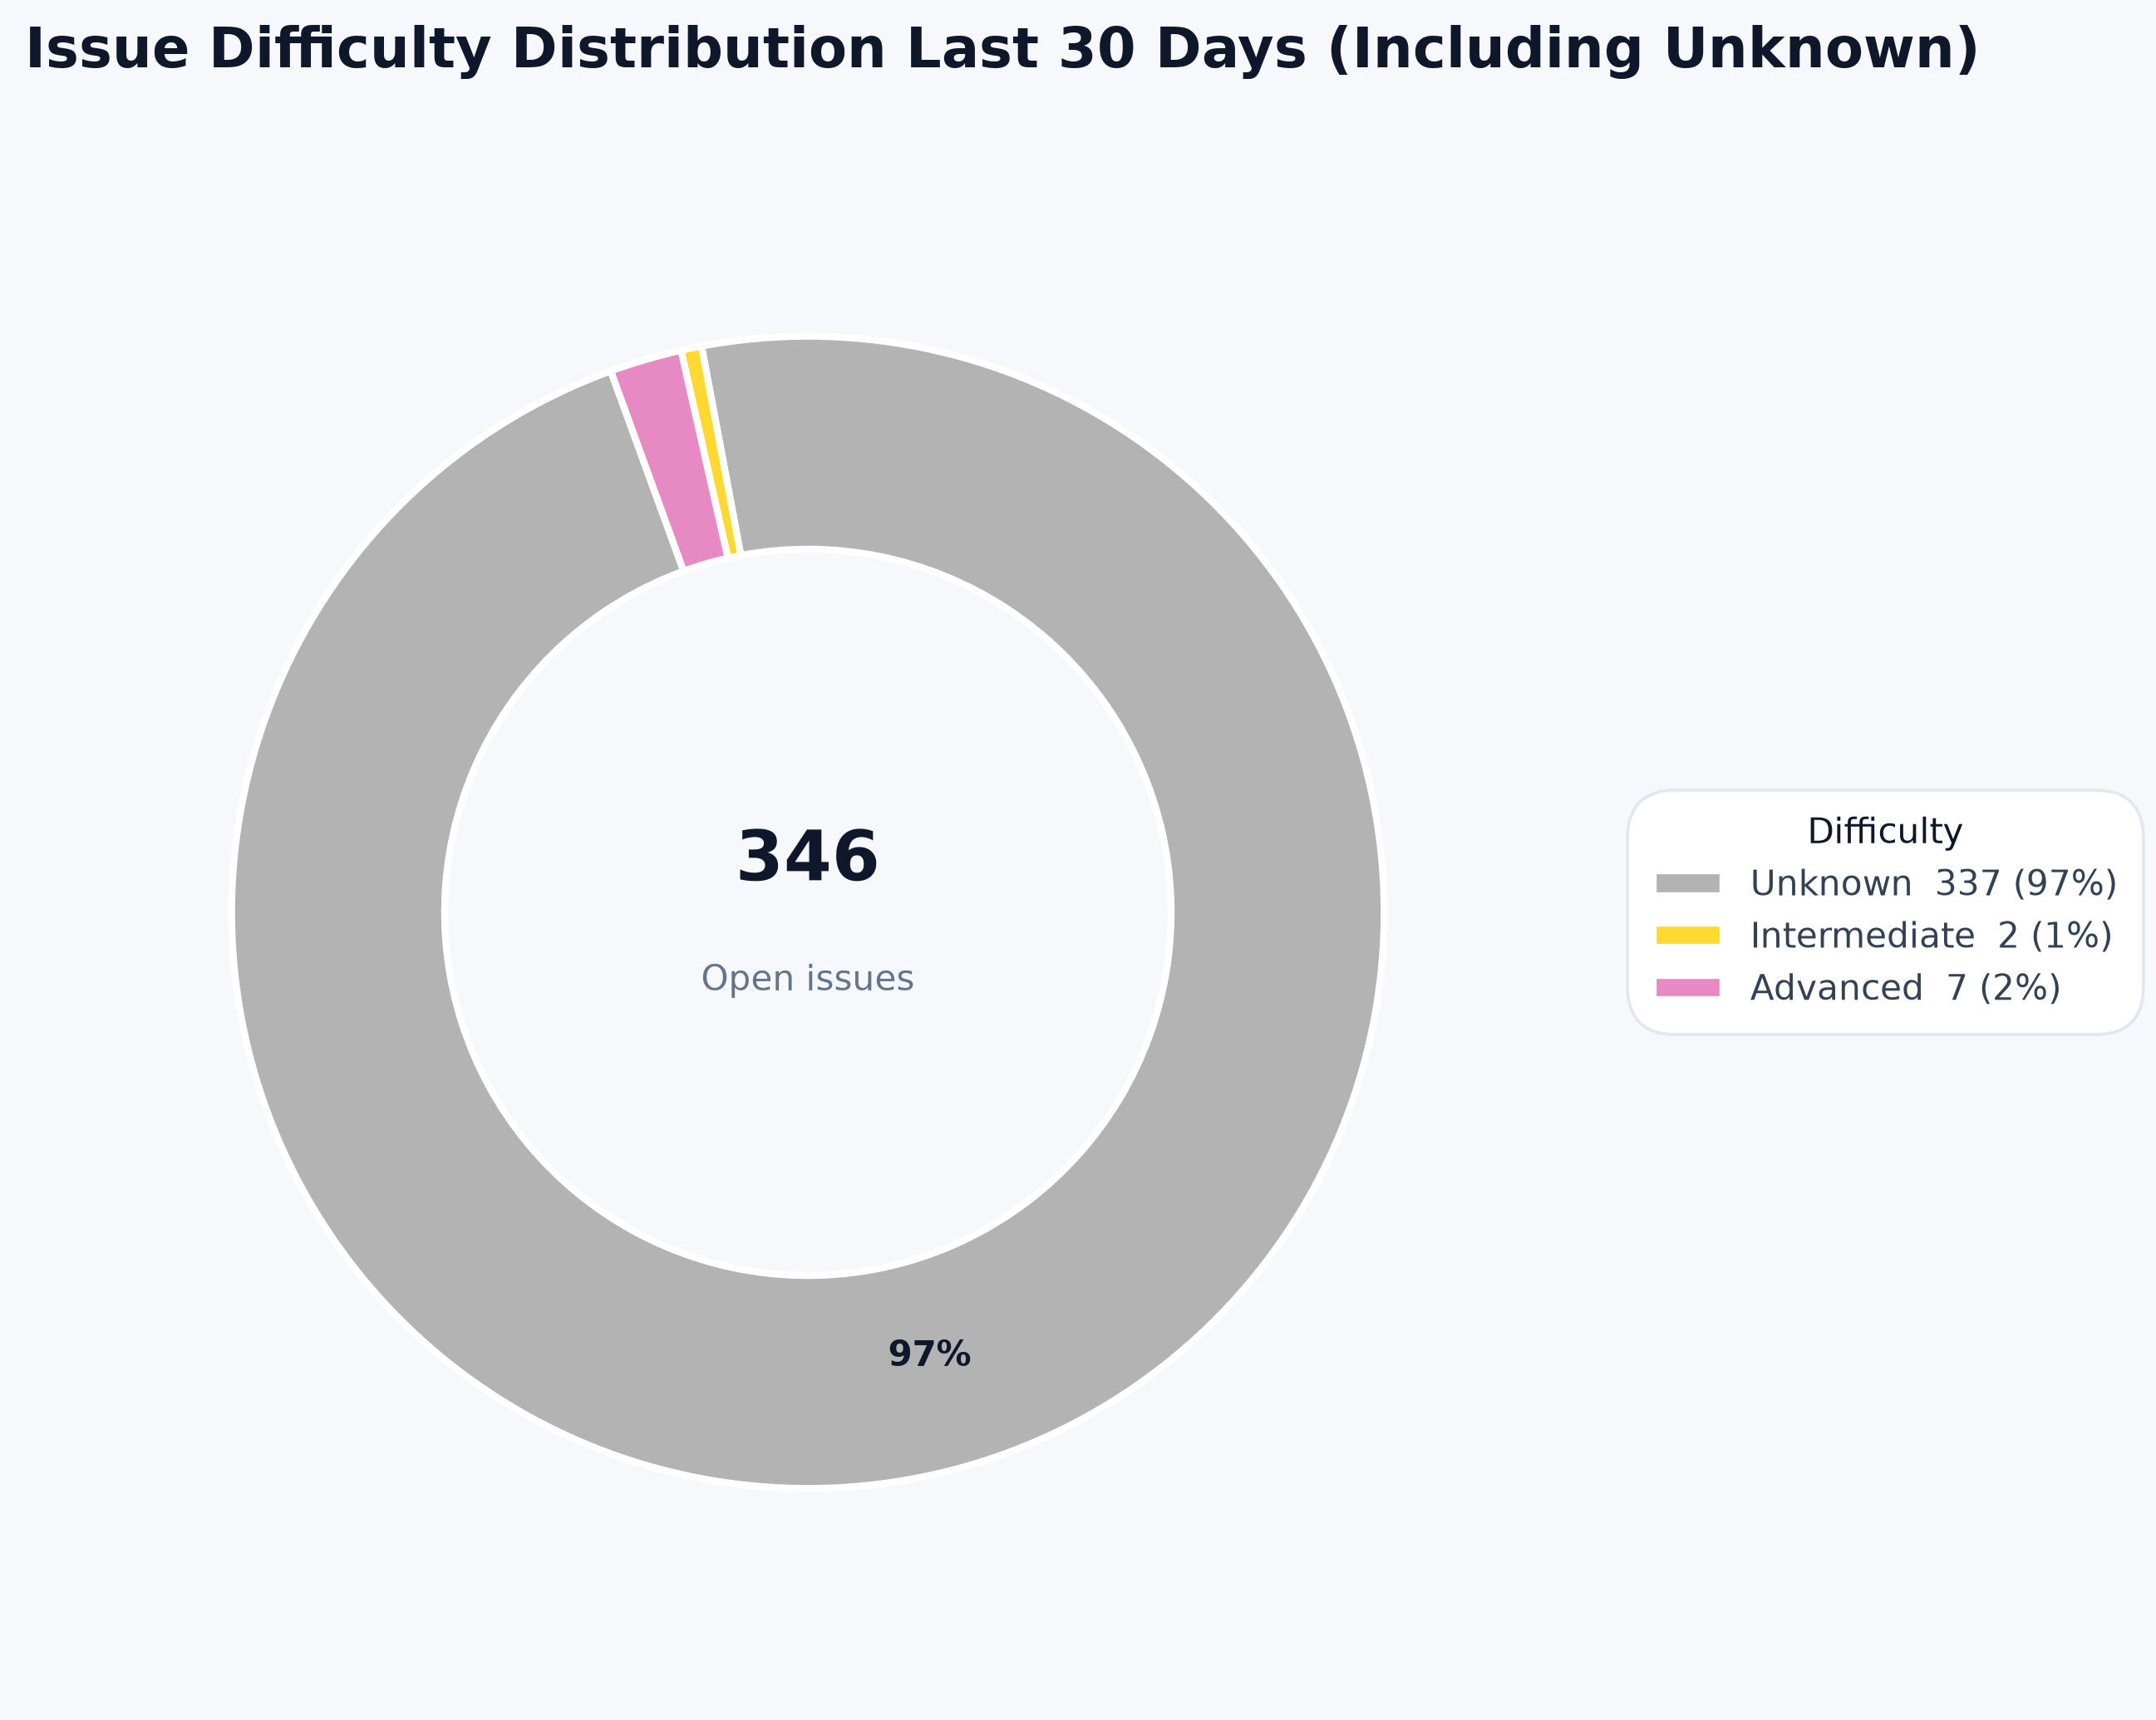 Issue Difficulty Distribution Last 30 Days (Including Unknown)
346
Open issues
97%
Difficulty
Unknown 337 (97%)
Intermediate 2 (1%)
Advanced 7 (2%)